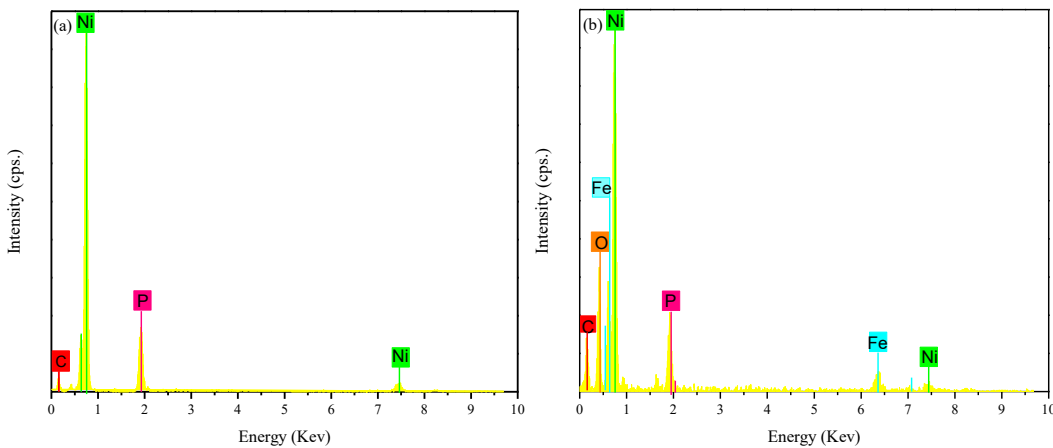 (a)
Ni
P
C
Ni
Intensity (cps.)
0 1 2 3 4 5 6 7 8 9 10
Energy (Kev)
(b)
Ni
Fe
O
C
P
Fe
Ni
Intensity (cps.)
0 1 2 3 4 5 6 7 8 9 10
Energy (Kev)